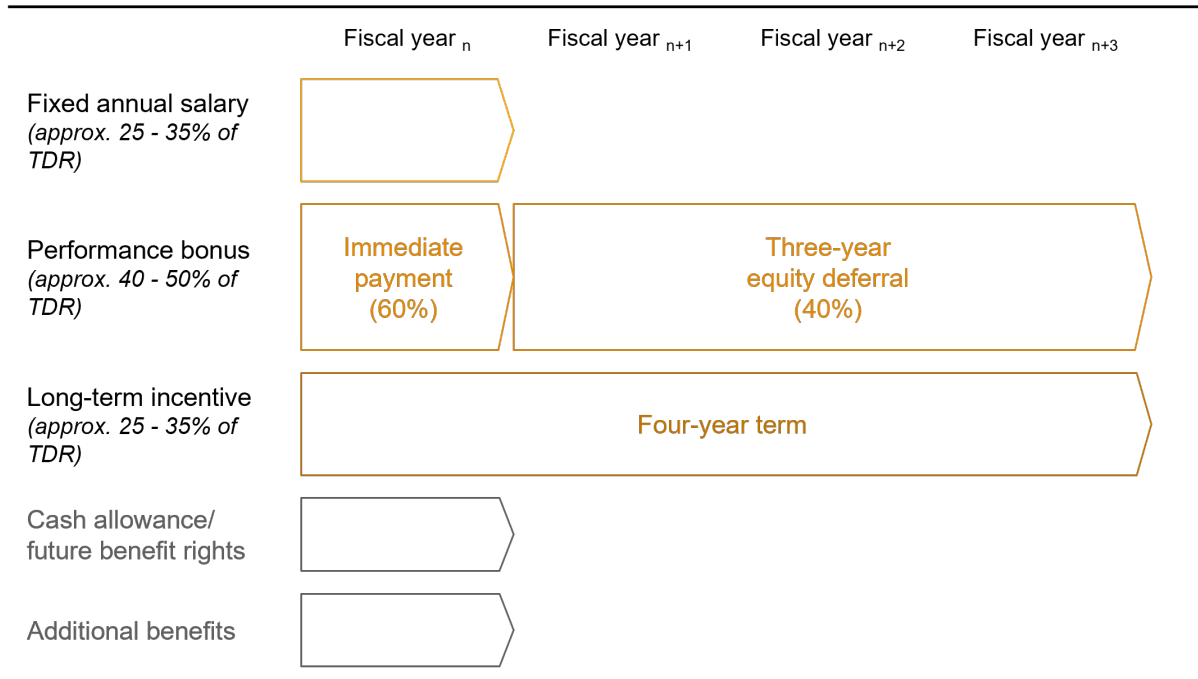 Fiscal year n
Fiscal year n+1
Fiscal year n+2
Fiscal year n+3
Fixed annual salary
(approx. 25 - 35% of
TDR)
Performance bonus
(approx. 40 - 50% of
TDR)
Immediate
payment
(60%)
Three-year
equity deferral
(40%)
Long-term incentive
(approx. 25 - 35% of
TDR)
Four-year term
Cash allowance/
future benefit rights
Additional benefits